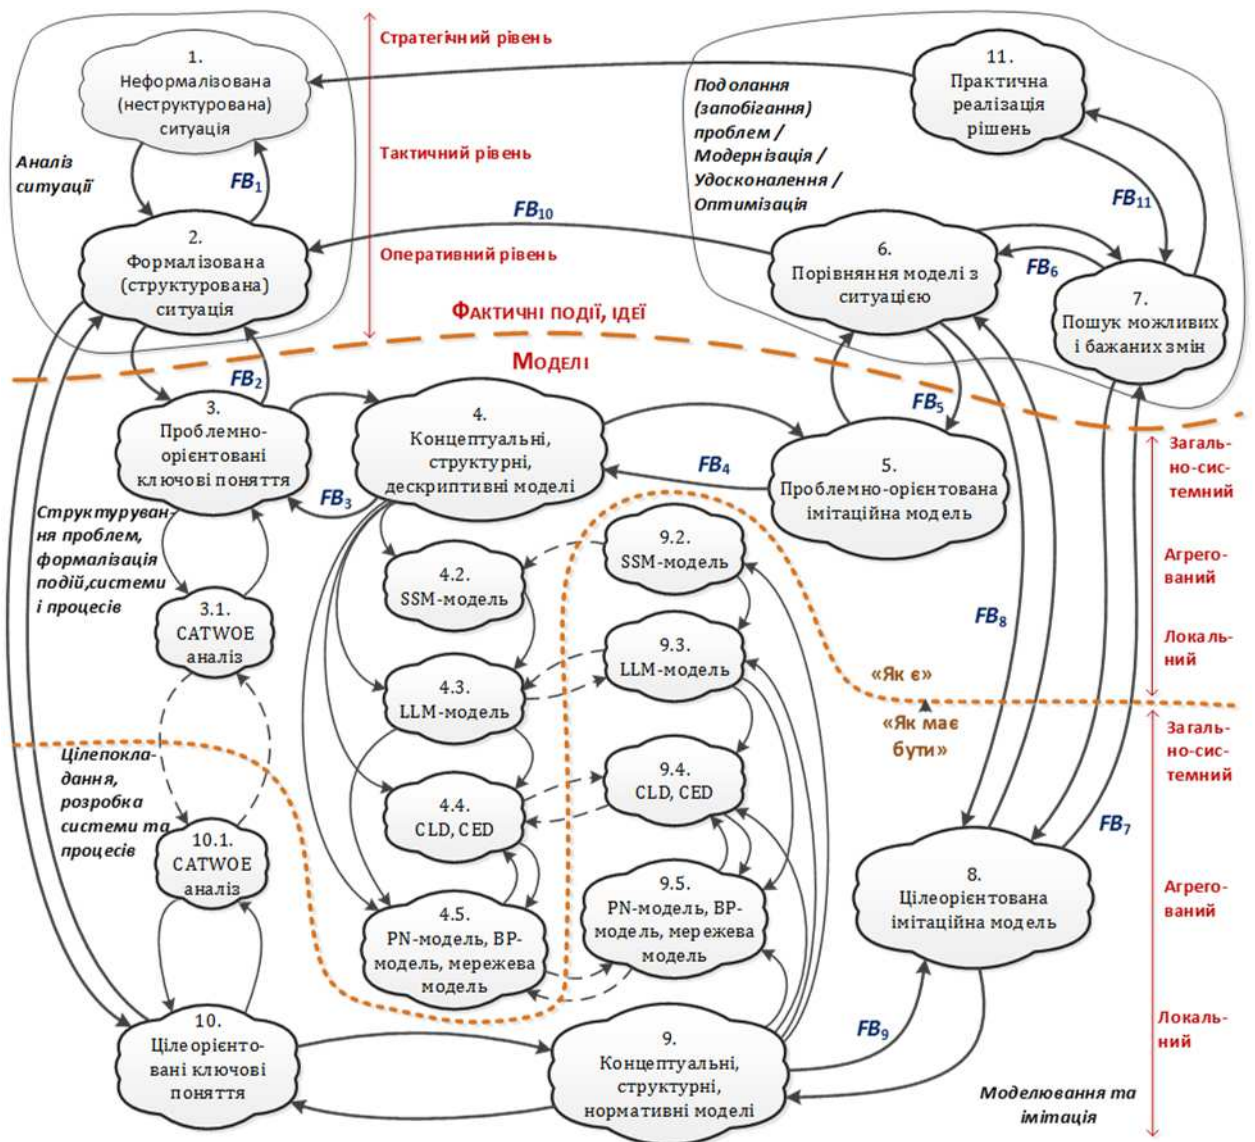 Стратегічний рівень
1.
Неформалізована
(неструктурована)
ситуація
11.
Практична
реалізація
рішень
Подолання
(запобігання)
проблем /
Модернізація /
Удосконалення /
Оптимізація
Аналіз
ситуації
FB1
Тактичний рівень
FB11
FB10
2.
Формалізована
(структурована)
ситуація
Оперативний рівень
6.
Порівняння моделі з
ситуацією
FB6
7.
Пошук можливих
і бажаних змін
Фактичні події, ідеї
Моделі
FB2
3.
Проблемно-
орієнтовані
ключові поняття
4.
Концептуальні,
структурні,
дескриптивні моделі
FB5
FB4
FB3
5.
Проблемно-орієнтована
імітаційна модель
Загаль-
но-сис-
темний
Структуруван-
ня проблем,
формалізація
подій,системи
і процесів
9.2.
SSM-модель
4.2.
SSM-модель
Агрего-
ваний
3.1.
CATWOE
аналіз
FB8
9.3.
LLM-модель
4.3.
LLM-модель
Локаль-
ний
«Як є»
«Як має
бути»
Загаль-
но-сис-
темний
Цілепокла-
дання,
розробка
системи та
процесів
9.4.
CLD, CED
4.4.
CLD, CED
10.1.
CATWOE
аналіз
FB7
8.
Цілеорієнтована
імітаційна модель
9.5.
PN-модель, BP-
модель, мережева
модель
4.5.
PN-модель, BP-
модель, мережева
модель
Агрего-
ваний
10.
Цілеорієнто-
вані ключові
поняття
9.
Концептуальні,
структурні,
нормативні моделі
FB9
Локаль-
ний
Моделювання та
імітація